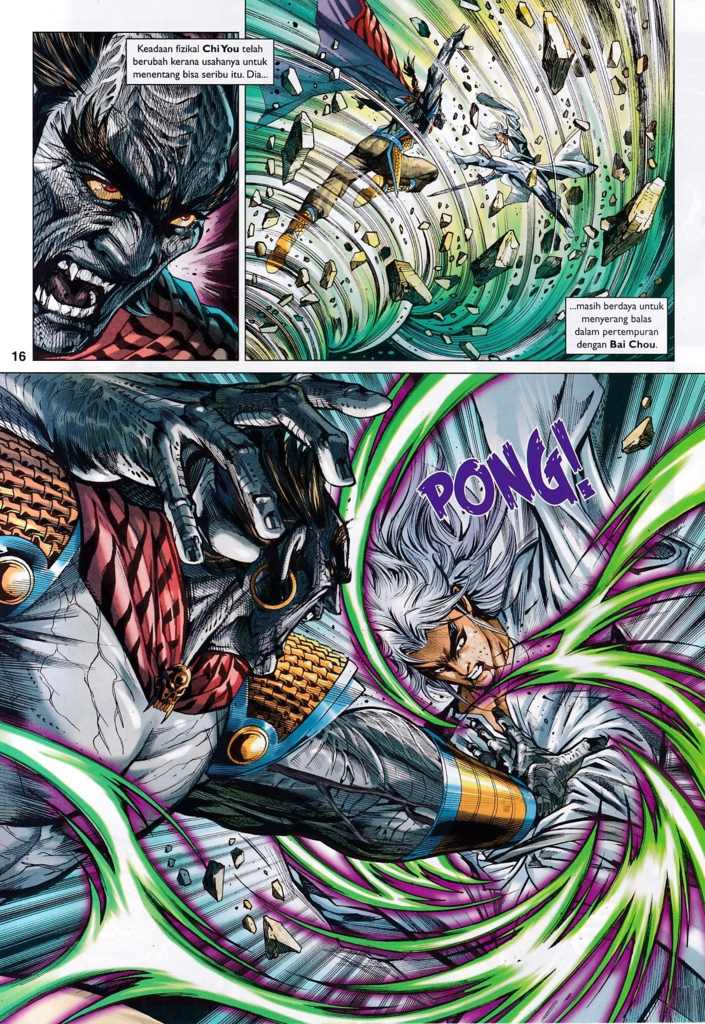 Keadaan fizikal Chi You telah
berubah kerana usahanya untuk
menentang bisa seribu itu. Dia...
...masih berdaya untuk
menyerang balas
dalam pertempuran
dengan Bai Chou.
16
PONG!